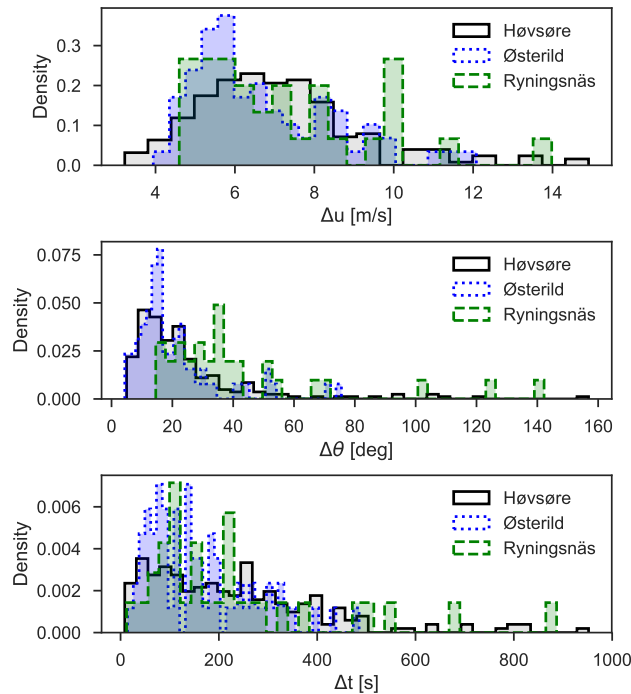 0.3
0.2
0.1
0.0
Density
Høvsøre
Østerild
Ryningsnäs
4 6 8 10 12 14
Δu [m/s]
0.075
0.050
0.025
0.000
Density
Høvsøre
Østerild
Ryningsnäs
0 20 40 60 80 100 120 140 160
Δθ [deg]
0.006
0.004
0.002
0.000
Density
Høvsøre
Østerild
Ryningsnäs
0 200 400 600 800 1000
Δt [s]